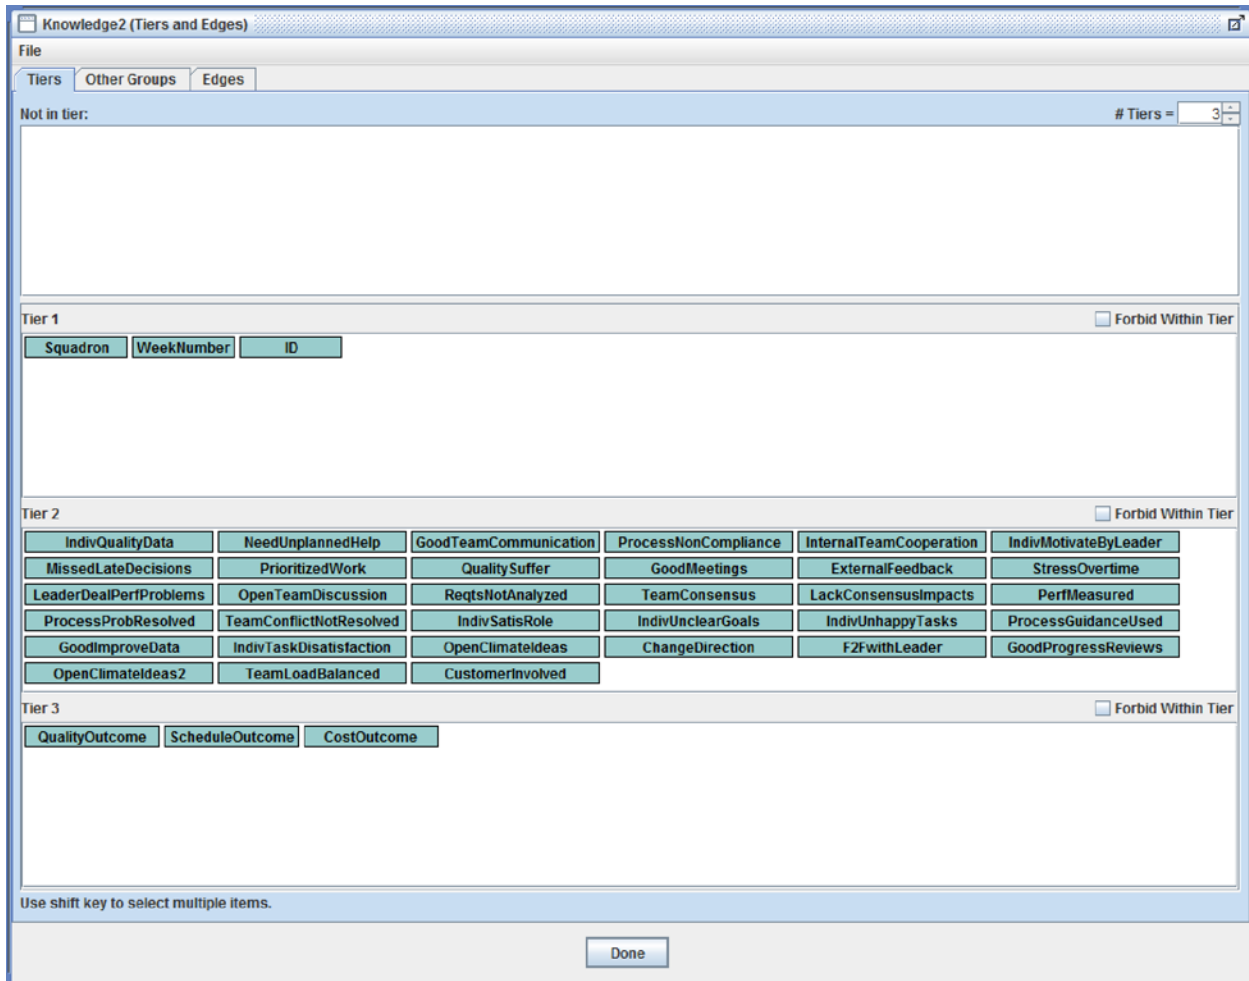 Knowledge2 (Tiers and Edges)
File
Tiers Other Groups Edges
Not in tier: # Tiers = 3
Tier 1 Forbid Within Tier
Squadron WeekNumber ID
Tier 2 Forbid Within Tier
IndivQualityData NeedUnplannedHelp GoodTeamCommunication ProcessNonCompliance InternalTeamCooperation IndivMotivateByLeader
MissedLateDecisions PrioritizedWork QualitySuffer GoodMeetings ExternalFeedback StressOvertime
LeaderDealPerfProblems OpenTeamDiscussion ReqtsNotAnalyzed TeamConsensus LackConsensusImpacts PerfMeasured
ProcessProbResolved TeamConflictNotResolved IndivSatisRole IndivUnclearGoals IndivUnhappyTasks ProcessGuidanceUsed
GoodImproveData IndivTaskDisatisfaction OpenClimateIdeas ChangeDirection F2FwithLeader GoodProgressReviews
OpenClimateIdeas2 TeamLoadBalanced CustomerInvolved
Tier 3 Forbid Within Tier
QualityOutcome ScheduleOutcome CostOutcome
Use shift key to select multiple items.
Done